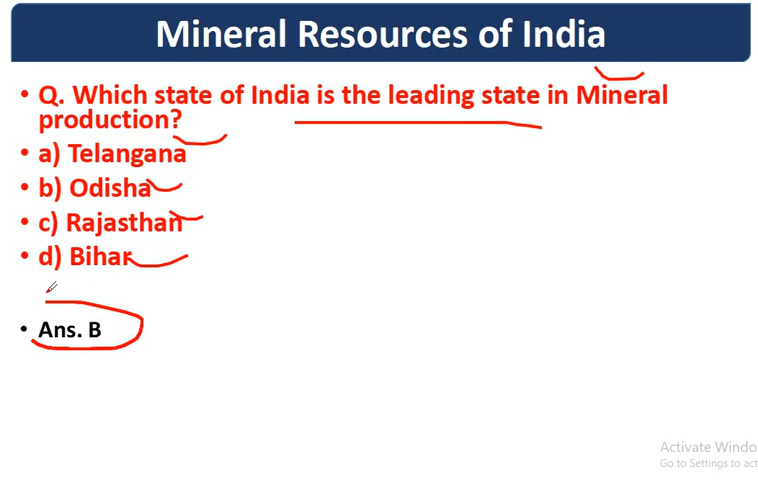 Mineral Resources of India
• Q. Which state of India is the leading state in Mineral
production?
• a) Telangana
• b) Odisha
• c) Rajasthan
• d) Bihar
• Ans. B
Activate Windo
Go to Settings to act